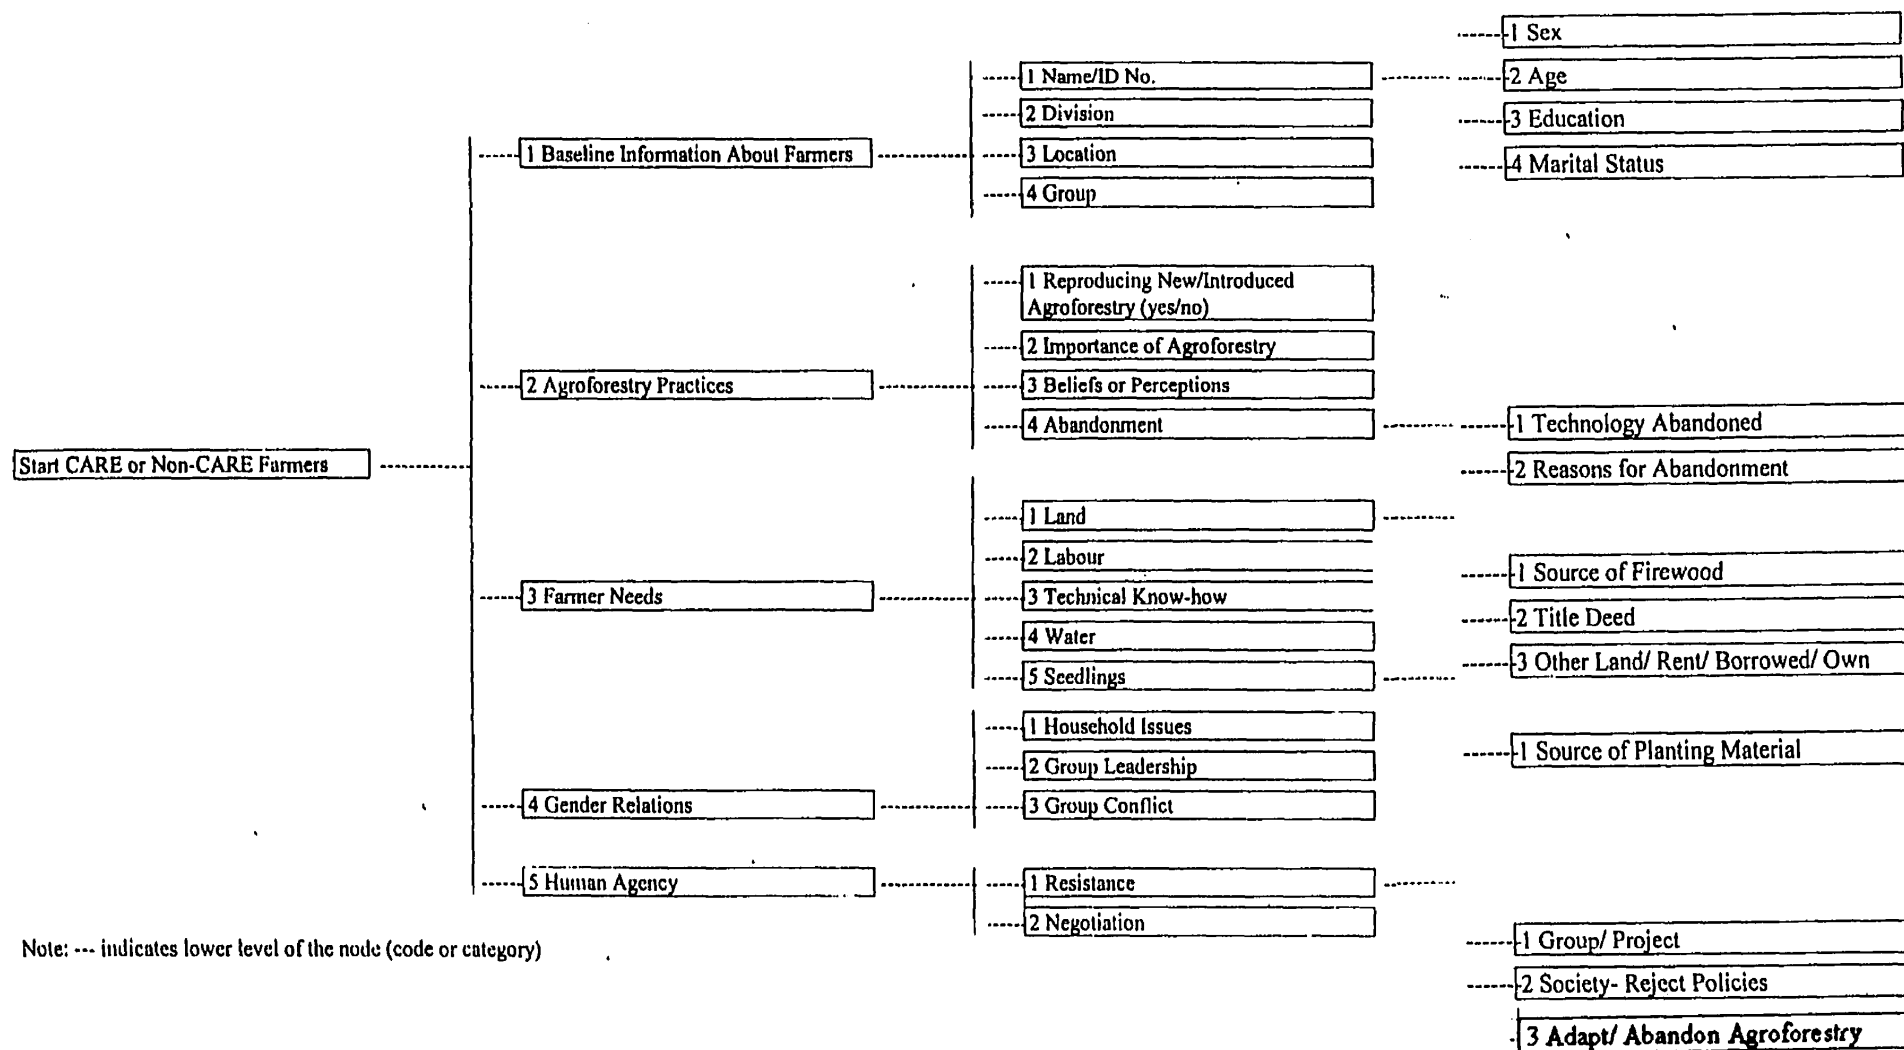 Start CARE or Non-CARE Farmers
1 Baseline Information About Farmers
1 Name/ID No.
1 Sex
2 Age
3 Education
4 Marital Status
2 Division
3 Location
4 Group
2 Agroforestry Practices
1 Reproducing New/Introduced
Agroforestry (yes/no)
2 Importance of Agroforestry
3 Beliefs or Perceptions
4 Abandonment
1 Technology Abandoned
2 Reasons for Abandonment
3 Farmer Needs
1 Land
1 Source of Firewood
2 Title Deed
3 Other Land/ Rent/ Borrowed/ Own
2 Labour
3 Technical Know-how
4 Water
5 Seedlings
1 Source of Planting Material
4 Gender Relations
1 Household Issues
2 Group Leadership
3 Group Conflict
5 Human Agency
1 Resistance
1 Group/ Project
2 Society- Reject Policies
3 Adapt/ Abandon Agroforestry
2 Negotiation
Note: --- indicates lower level of the node (code or category)